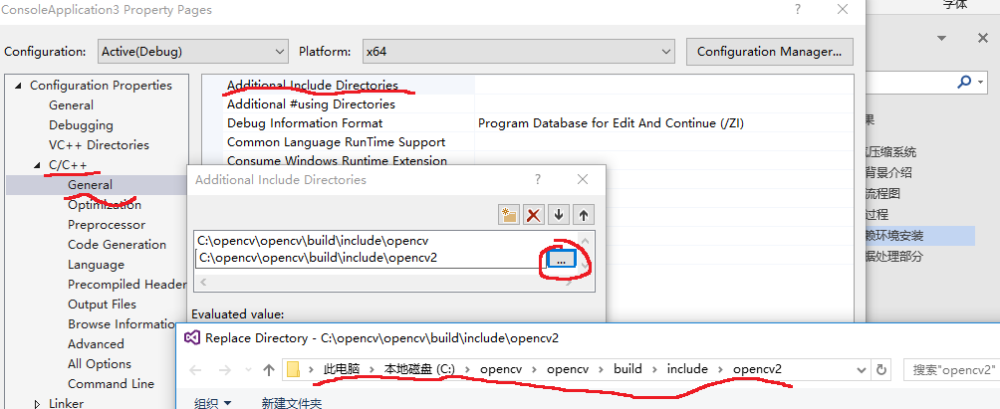 ConsoleApplication3 Property Pages
字体
Configuration:
Active(Debug)
Platform:
x64
Configuration Manager...
Configuration Properties
General
Debugging
VC++ Directories
C/C++
General
Optimization
Preprocessor
Code Generation
Language
Precompiled Header
Output Files
Browse Information
Advanced
All Options
Command Line
Linker
Additional Include Directories
Additional #using Directories
Debug Information Format
Program Database for Edit And Continue (/ZI)
Common Language RunTime Support
Consume Windows Runtime Extension
Additional Include Directories
C:\opencv\opencv\build\include\opencv
C:\opencv\opencv\build\include\opencv2
...
Evaluated value:
Replace Directory - C:\opencv\opencv\build\include\opencv2
此电脑 本地磁盘 (C:) opencv opencv build include opencv2
搜索"opencv2"
组织 新建文件夹
果
压缩系统
背景介绍
流程图
过程
赖环境安装
据处理部分